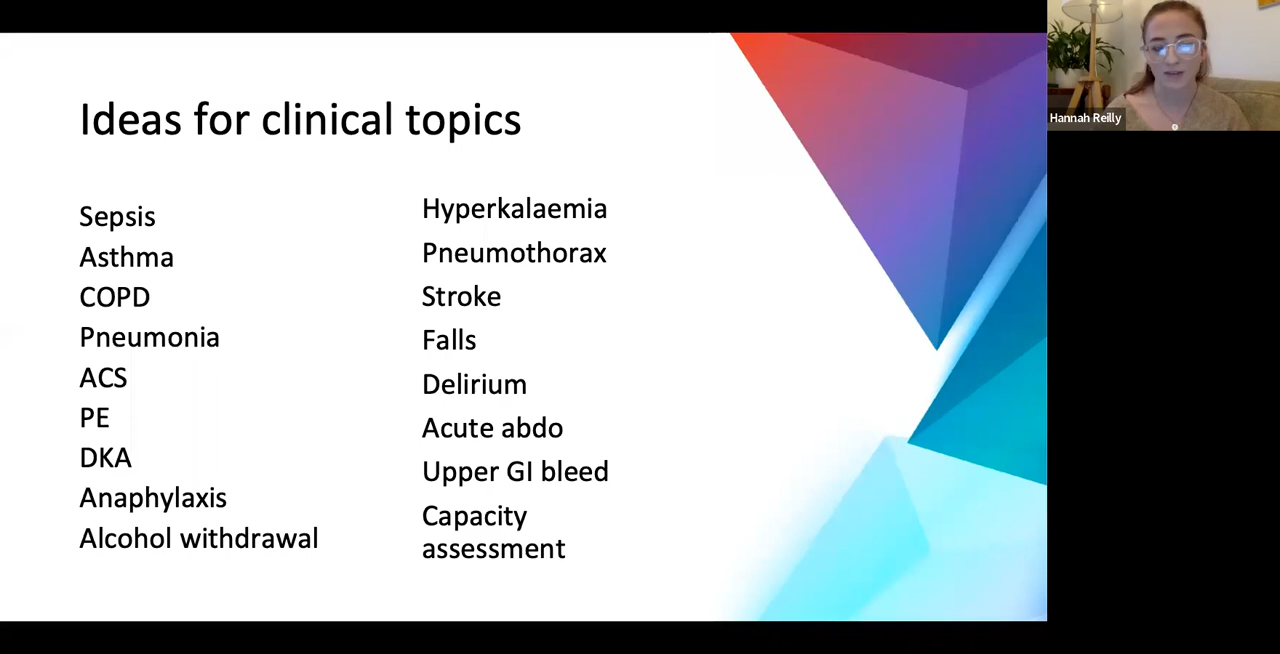 Ideas for clinical topics
Sepsis
Asthma
COPD
Pneumonia
ACS
PE
DKA
Anaphylaxis
Alcohol withdrawal
Hyperkalaemia
Pneumothorax
Stroke
Falls
Delirium
Acute abdo
Upper GI bleed
Capacity
assessment
Hannah Reilly